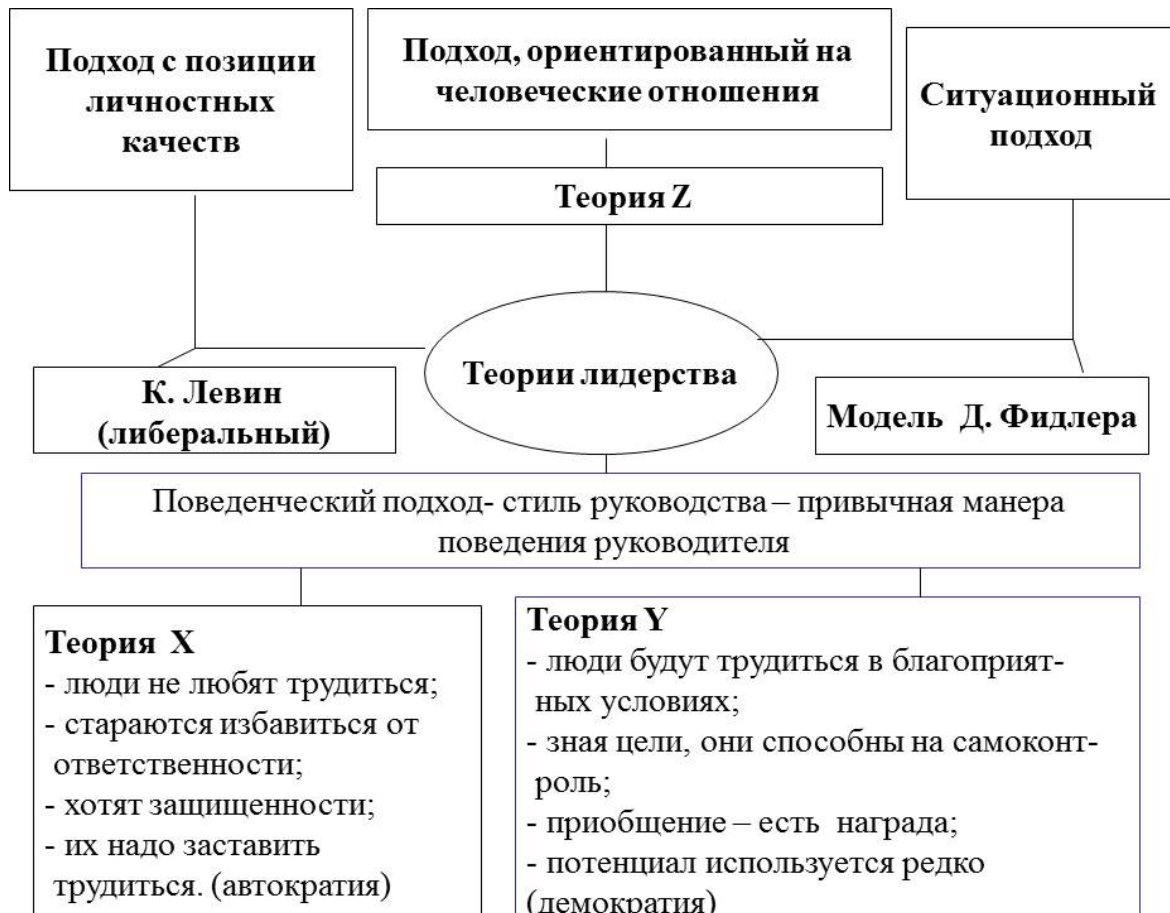 Подход с позиции
личностных
качеств
Подход, ориентированный на
человеческие отношения
Ситуационный
подход
Теория Z
Теории лидерства
К. Левин
(либеральный)
Модель Д. Фидлера
Поведенческий подход- стиль руководства – привычная манера
поведения руководителя
Теория X
- люди не любят трудиться;
- стараются избавиться от
ответственности;
- хотят защищенности;
- их надо заставить
трудиться. (автократия)
Теория Y
- люди будут трудиться в благоприят-
ных условиях;
- зная цели, они способны на самоконт-
роль;
- приобщение – есть награда;
- потенциал используется редко
(демократия)